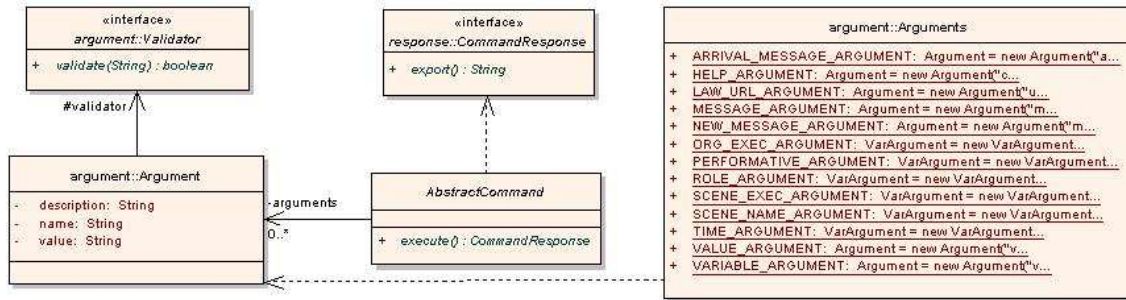 «interface»
argument::Validator
+ validate(String) : boolean
#validator
argument::Argument
- description: String
- name: String
- value: String
«interface»
response::CommandResponse
+ export() : String
-arguments
0..*
AbstractCommand
+ execute() : CommandResponse
argument::Arguments
+ ARRIVAL_MESSAGE_ARGUMENT: Argument = new Argument("a...
+ HELP_ARGUMENT: Argument = new Argument("c...
+ LAW_URL_ARGUMENT: Argument = new Argument("u...
+ MESSAGE_ARGUMENT: Argument = new Argument("m...
+ NEW_MESSAGE_ARGUMENT: Argument = new Argument("m...
+ ORG_EXEC_ARGUMENT: VarArgument = new VarArgument...
+ PERFORMATIVE_ARGUMENT: VarArgument = new VarArgument...
+ ROLE_ARGUMENT: VarArgument = new VarArgument...
+ SCENE_EXEC_ARGUMENT: VarArgument = new VarArgument...
+ SCENE_NAME_ARGUMENT: VarArgument = new VarArgument...
+ TIME_ARGUMENT: VarArgument = new VarArgument...
+ VALUE_ARGUMENT: Argument = new Argument("v...
+ VARIABLE_ARGUMENT: Argument = new Argument("v...